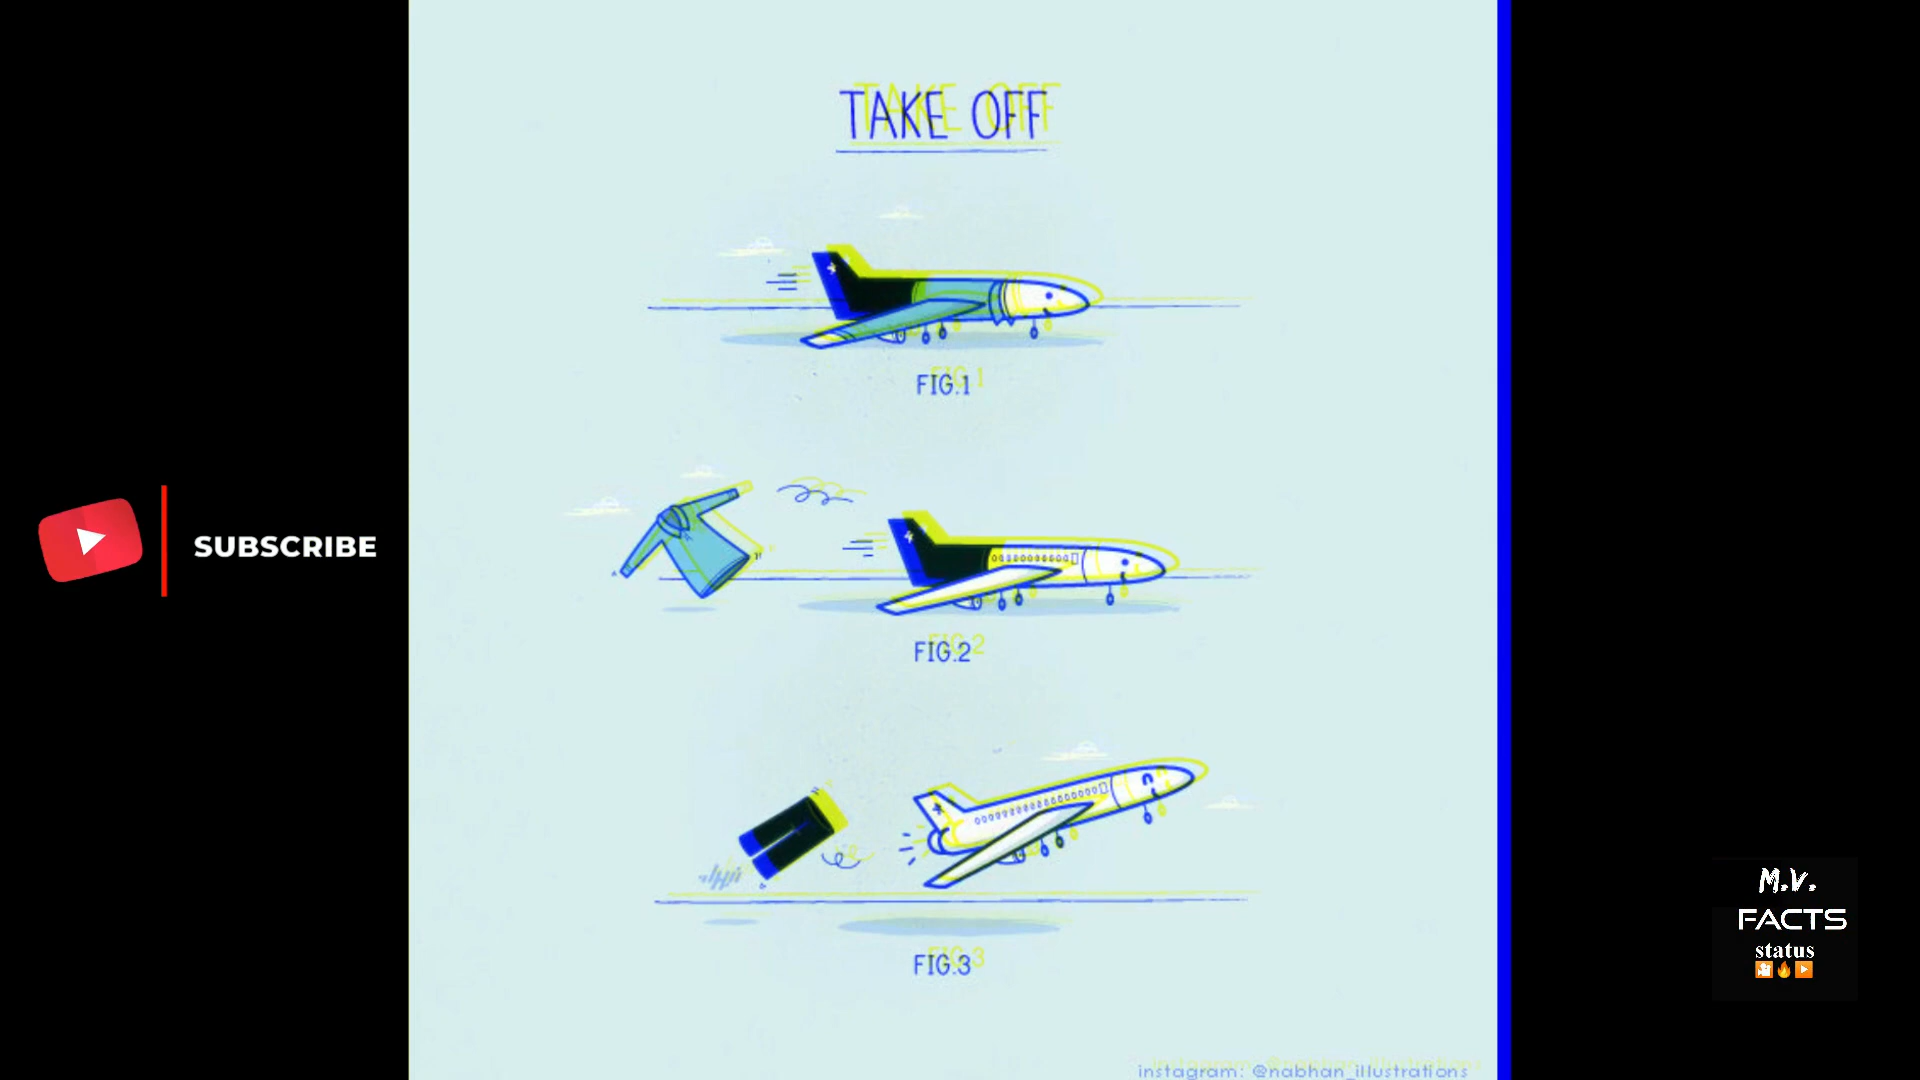 TAKE OFF
FIG.1
FIG.2
FIG.3
SUBSCRIBE
M.V.
FACTS
status
instagram: @nabhan_illustrations